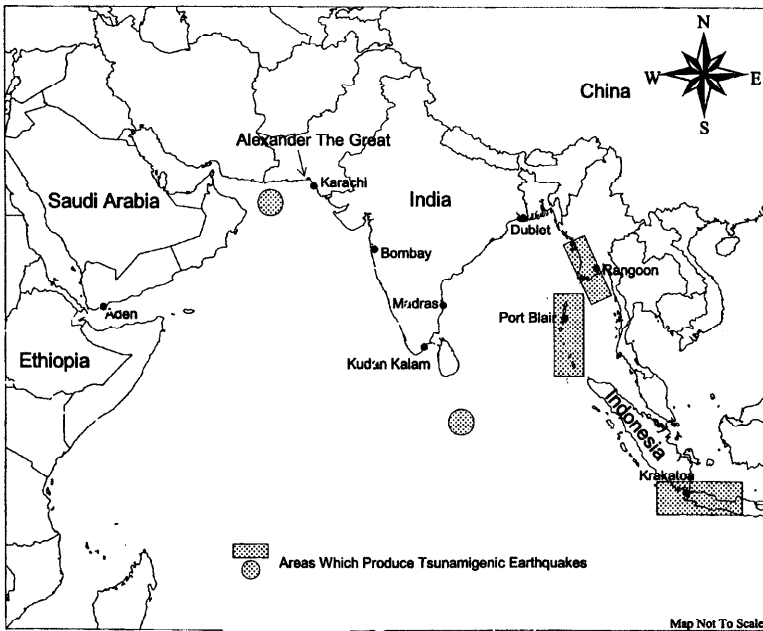 N
W E
S
China
Alexander The Great
Karachi
Saudi Arabia
India
Dublet
Bombay
Rangoon
Madras
Aden
Port Blair
Ethiopia
Kudan Kalam
Indonesia
Krakatoa
Areas Which Produce Tsunamigenic Earthquakes
Map Not To Scale